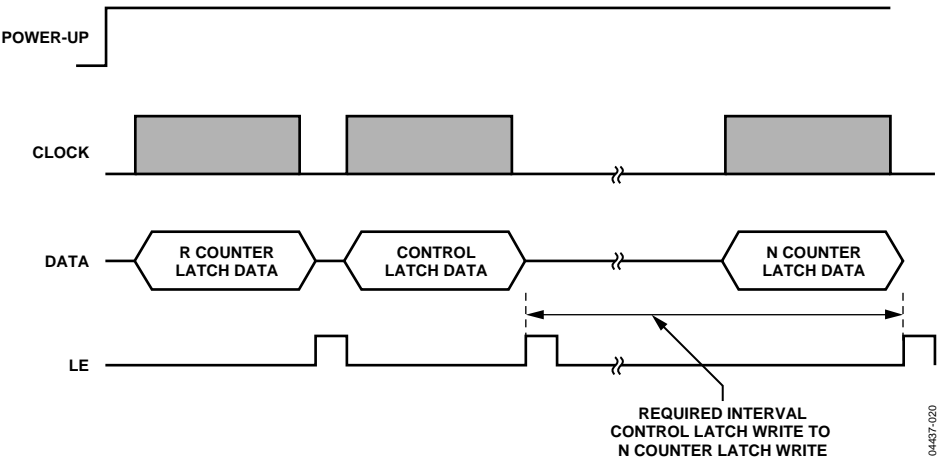 POWER-UP
CLOCK
DATA
R COUNTER
LATCH DATA
CONTROL
LATCH DATA
N COUNTER
LATCH DATA
LE
REQUIRED INTERVAL
CONTROL LATCH WRITE TO
N COUNTER LATCH WRITE
04437-020